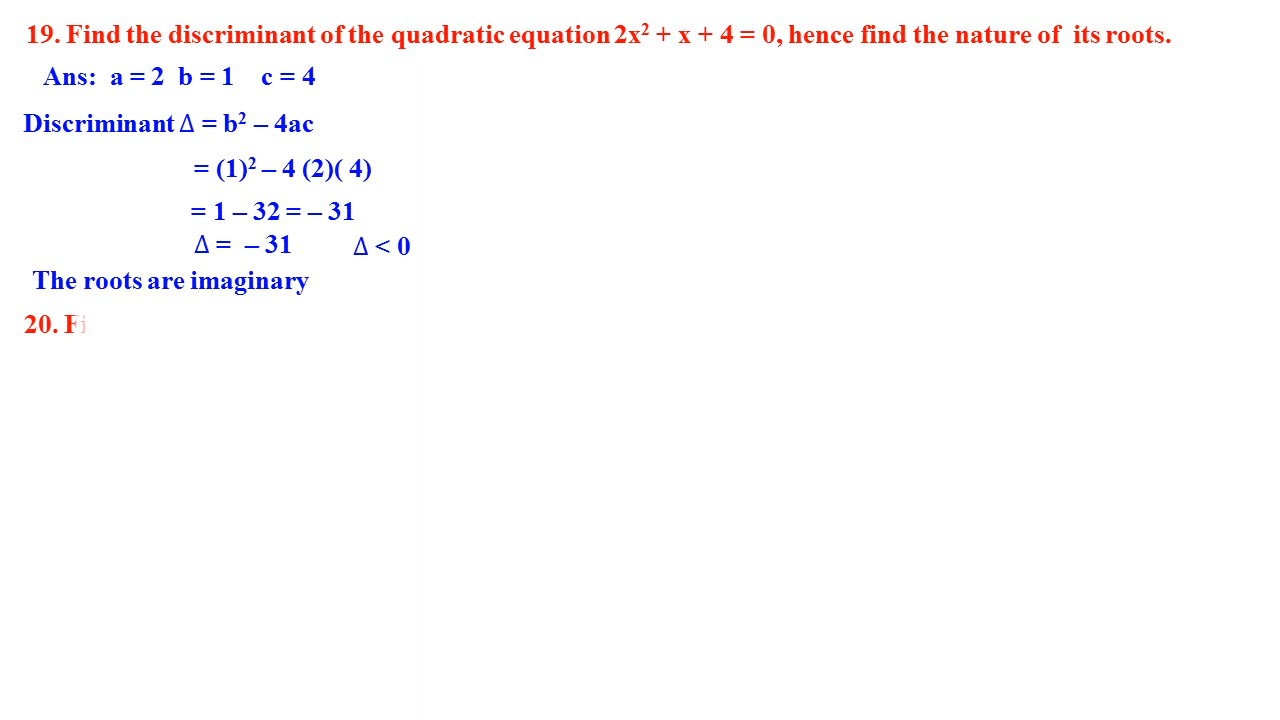 19. Find the discriminant of the quadratic equation 2x² + x + 4 = 0, hence find the nature of its roots.
Ans: a = 2 b = 1 c = 4
Discriminant Δ = b² – 4ac
= (1)² – 4 (2)( 4)
= 1 – 32 = – 31
Δ = – 31 Δ < 0
The roots are imaginary
20. Fi